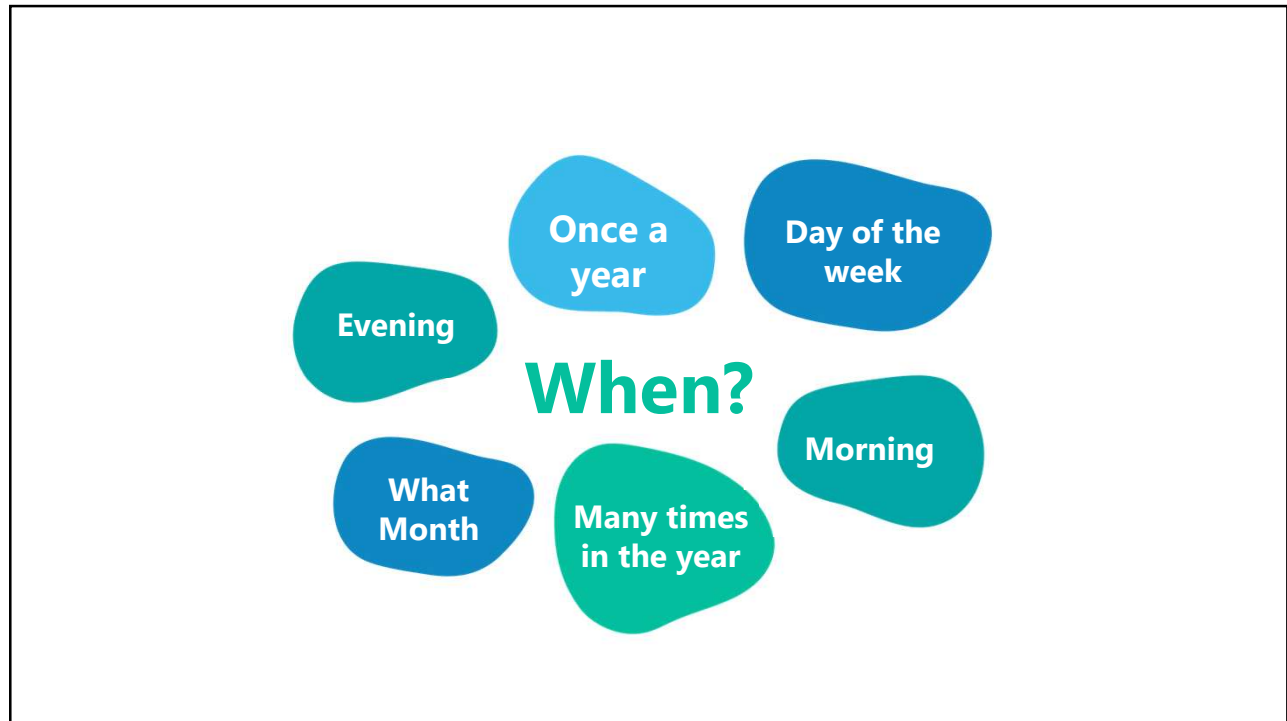 Once a
year
Day of the
week
Evening
When?
Morning
What
Month
Many times
in the year